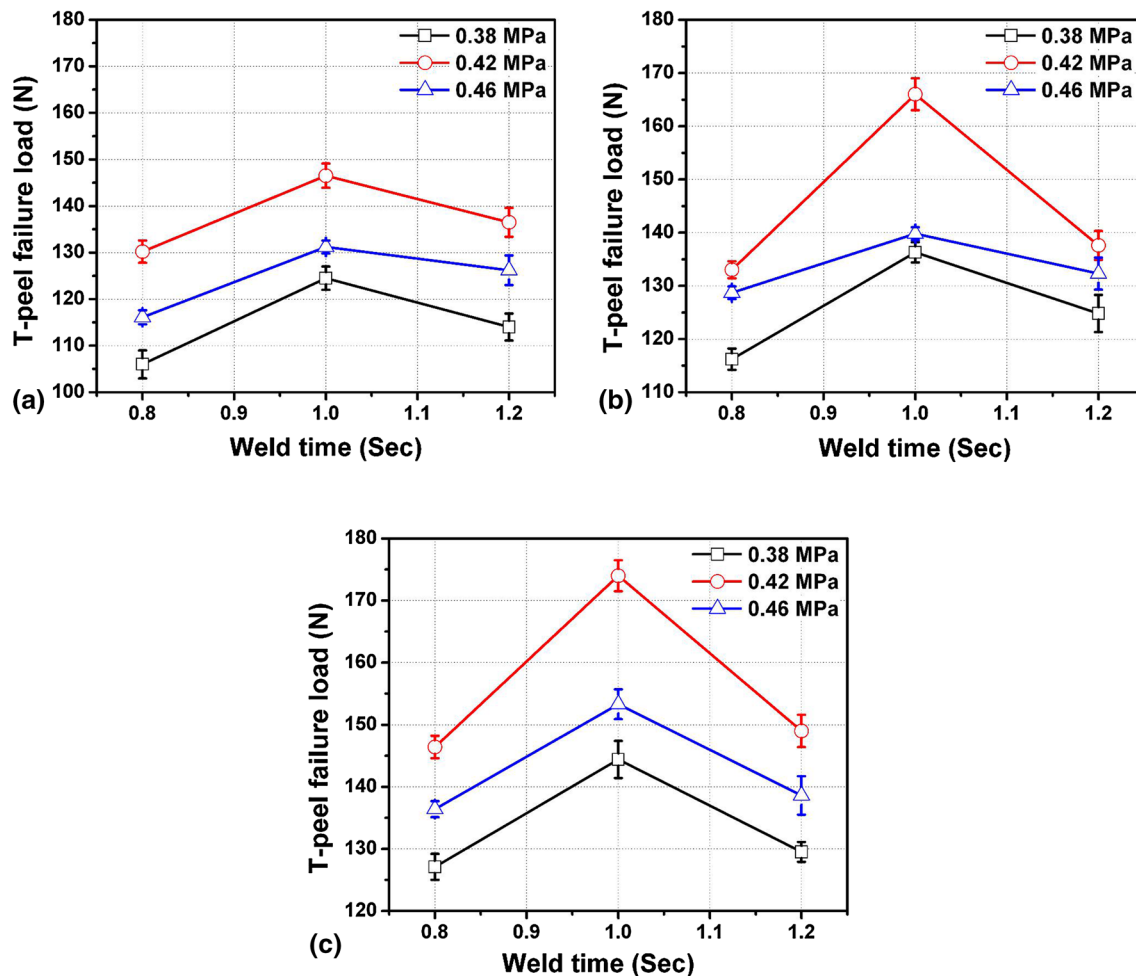 180
170
160
150
140
130
120
110
100
T-peel failure load (N)
0.38 MPa
0.42 MPa
0.46 MPa
0.8 0.9 1.0 1.1 1.2
Weld time (Sec)
(a)
180
170
160
150
140
130
120
110
T-peel failure load (N)
0.38 MPa
0.42 MPa
0.46 MPa
0.8 0.9 1.0 1.1 1.2
Weld time (Sec)
(b)
180
170
160
150
140
130
120
T-peel failure load (N)
0.38 MPa
0.42 MPa
0.46 MPa
0.8 0.9 1.0 1.1 1.2
Weld time (Sec)
(c)